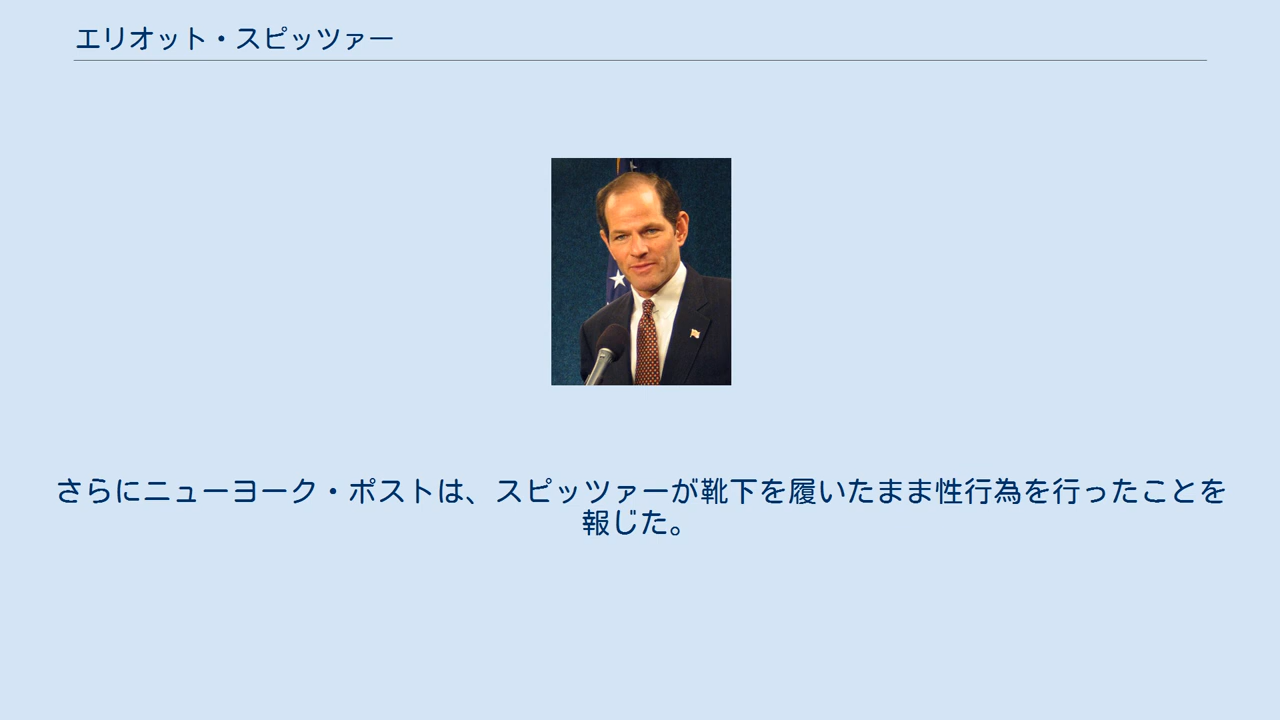 エリオット・スピッツァー
さらにニューヨーク・ポストは、スピッツァーが靴下を履いたまま性行為を行ったことを
報じた。